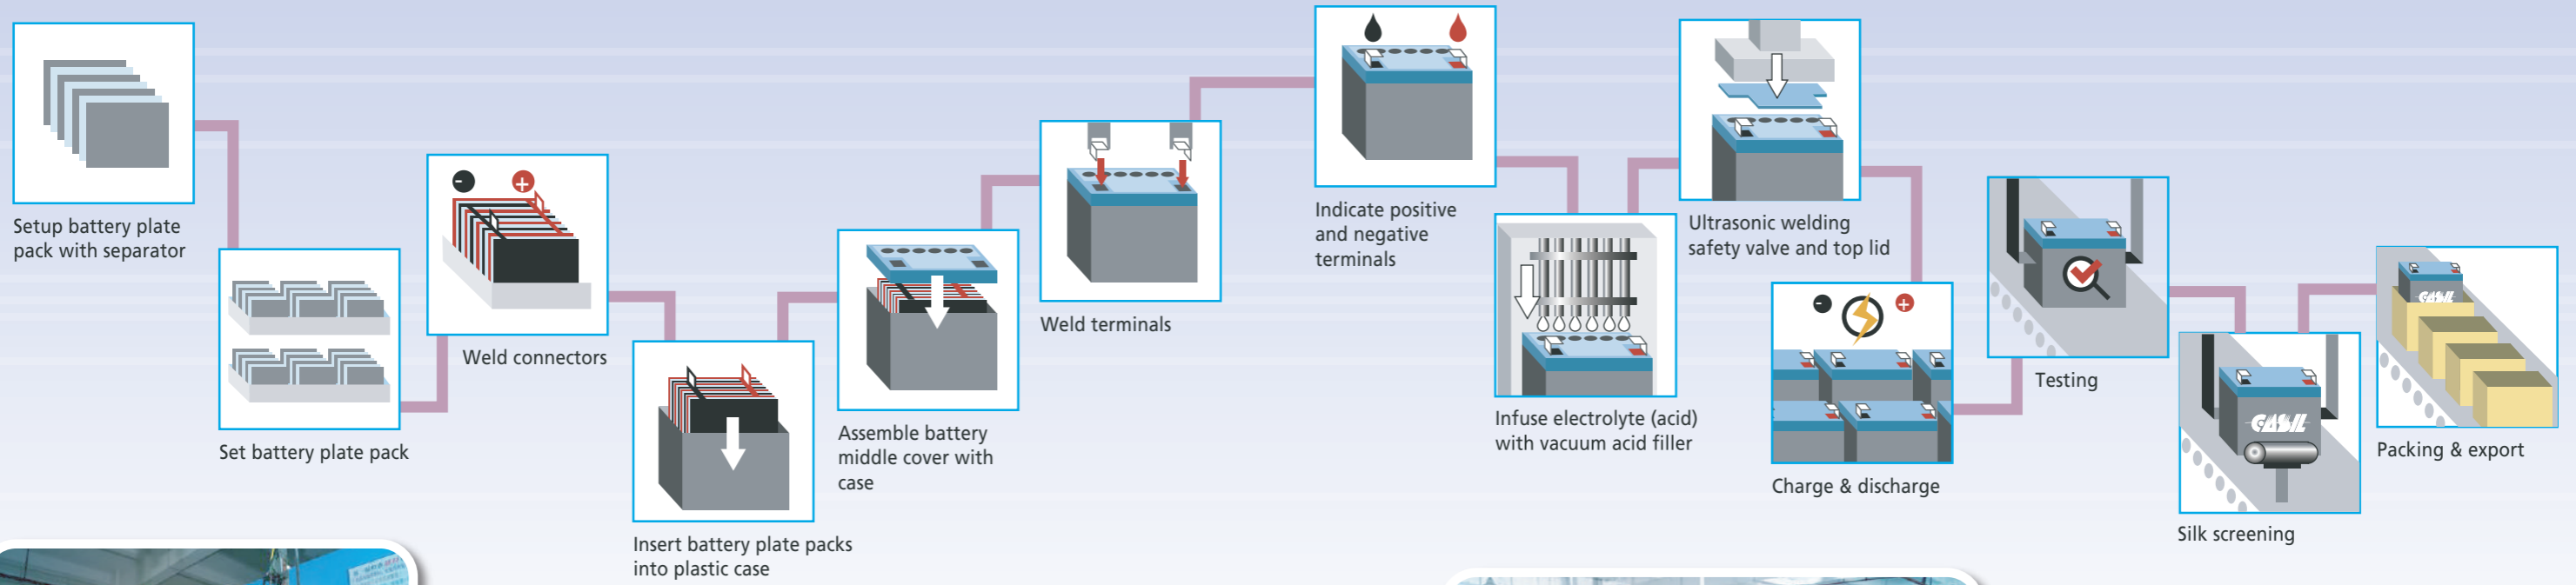 Setup battery plate
pack with separator
Set battery plate pack
- +
Weld connectors
Insert battery plate packs
into plastic case
Assemble battery
middle cover with
case
Weld terminals
Indicate positive
and negative
terminals
Infuse electrolyte (acid)
with vacuum acid filler
Ultrasonic welding
safety valve and top lid
- +
Charge & discharge
Testing
CASIL
Silk screening
CASIL
Packing & export